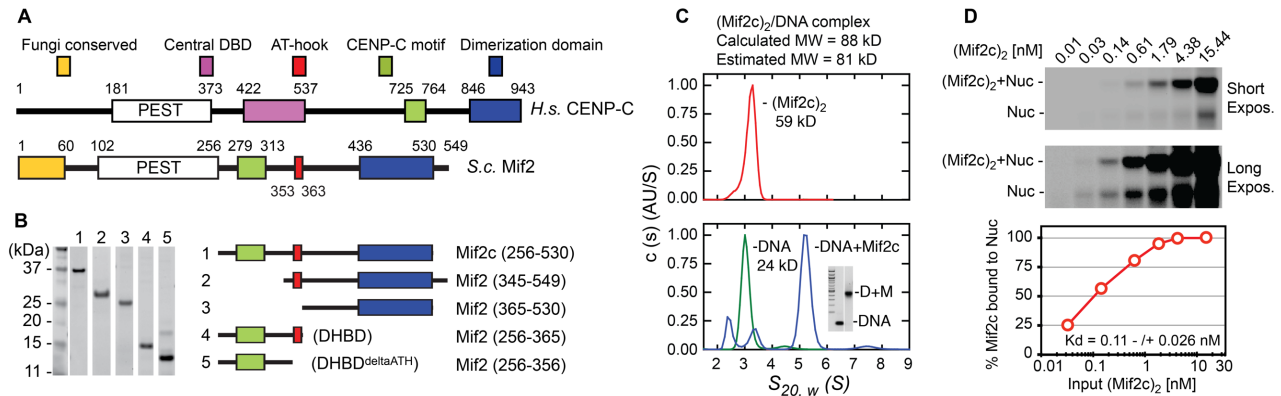 A
Fungi conserved Central DBD AT-hook CENP-C motif Dimerization domain
1 181 373 422 537 725 764 846 943
PEST
H.s. CENP-C
1 60 102 256 279 313 436 530 549
PEST
S.c. Mif2
353 363
B
(kDa) 1 2 3 4 5
37 -
25 -
20 -
15 -
11 -
1 Mif2c (256-530)
2 Mif2 (345-549)
3 Mif2 (365-530)
4 (DHBD) Mif2 (256-365)
5 (DHBDdeltaATH) Mif2 (256-356)
C
(Mif2c)2/DNA complex
Calculated MW = 88 kD
Estimated MW = 81 kD
c (s) (AU/S)
1.00
0.75
0.50
0.25
0.00
- (Mif2c)2
59 kD
1.00
0.75
0.50
0.25
0.00
-DNA
24 kD
-DNA+Mif2c
-D+M
-DNA
2 3 4 5 6 7 8 9
S20, w (S)
D
(Mif2c)2 [nM] 0.01 0.03 0.14 0.61 1.79 4.38 15.44
(Mif2c)2+Nuc -
Nuc -
Short
Expos.
(Mif2c)2+Nuc -
Nuc -
Long
Expos.
% Mif2c bound to Nuc
100
75
50
25
0
Kd = 0.11 - /+ 0.026 nM
0.01 0.1 1 10 30
Input (Mif2c)2 [nM]